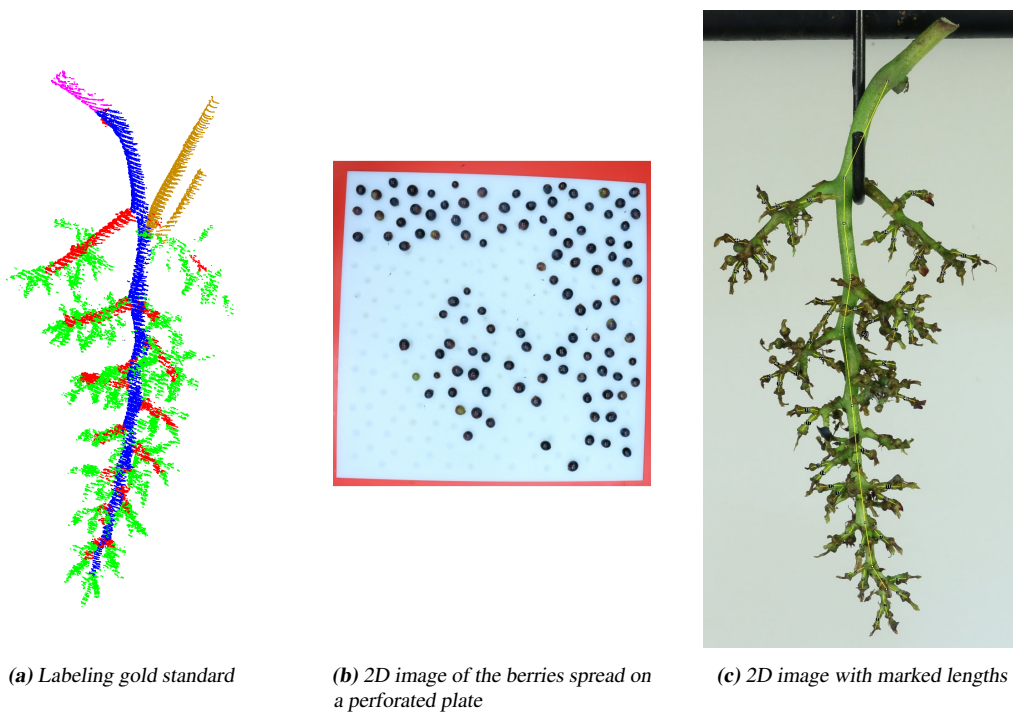 (a) Labeling gold standard
(b) 2D image of the berries spread on
a perforated plate
(c) 2D image with marked lengths